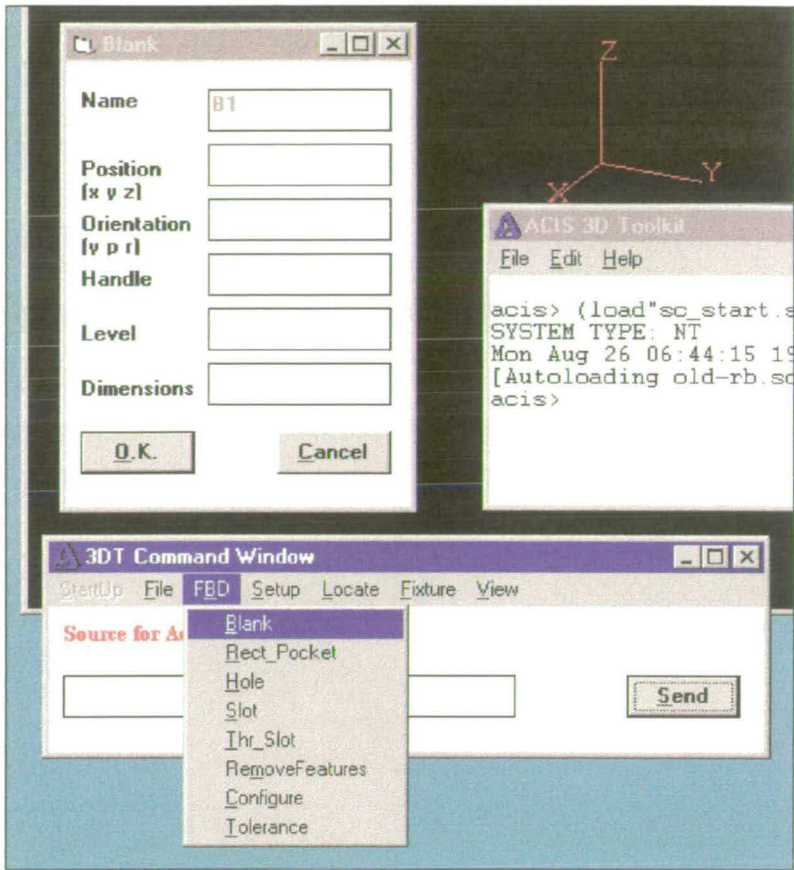 Blank
Name
B1
Position
(x y z)
Orientation
(y p r)
Handle
Level
Dimensions
O.K.
Cancel
Z
Y
X
ACIS 3D Toolkit
File Edit Help
acis> (load"sc_start.s
SYSTEM TYPE: NT
Mon Aug 26 06:44:15 19
[Autoloading old-rb.sc
acis>
3DT Command Window
StartUp File FBD Setup Locate Fixture View
Source for Ac
Send
Blank
Rect_Pocket
Hole
Slot
Thr_Slot
RemoveFeatures
Configure
Tolerance